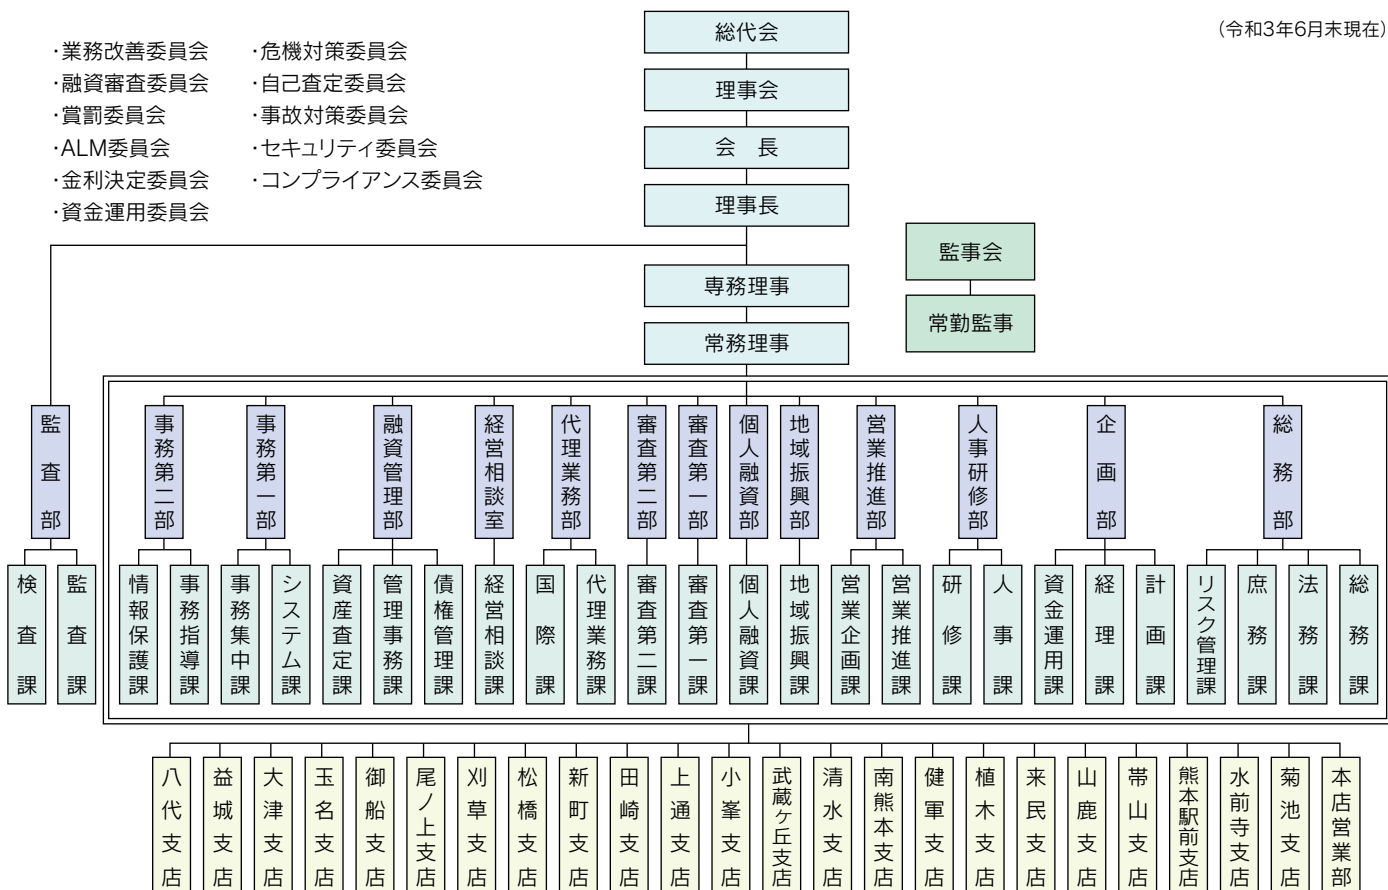 (令和3年6月末現在)
・業務改善委員会
・融資審査委員会
・賞罰委員会
・ALM委員会
・金利決定委員会
・資金運用委員会
・危機対策委員会
・自己査定委員会
・事故対策委員会
・セキュリティ委員会
・コンプライアンス委員会
総代会
理事会
会　長
理事長
監事会
常勤監事
専務理事
常務理事
監査部
事務第二部
事務第一部
融資管理部
経営相談室
代理業務部
審査第二部
審査第一部
個人融資部
地域振興部
営業推進部
人事研修部
企画部
総務部
検査課
監査課
情報保護課
事務指導課
事務集中課
システム課
資産査定課
管理事務課
債権管理課
経営相談課
国際課
代理業務課
審査第二課
審査第一課
個人融資課
地域振興課
営業企画課
営業推進課
研修課
人事課
資金運用課
経理課
計画課
リスク管理課
庶務課
法務課
総務課
八代支店
益城支店
大津支店
玉名支店
御船支店
尾ノ上支店
刈草支店
松橋支店
新町支店
田崎支店
上通支店
小峯支店
武蔵ヶ丘支店
清水支店
南熊本支店
健軍支店
植木支店
来民支店
山鹿支店
帯山支店
熊本駅前支店
水前寺支店
菊池支店
本店営業部